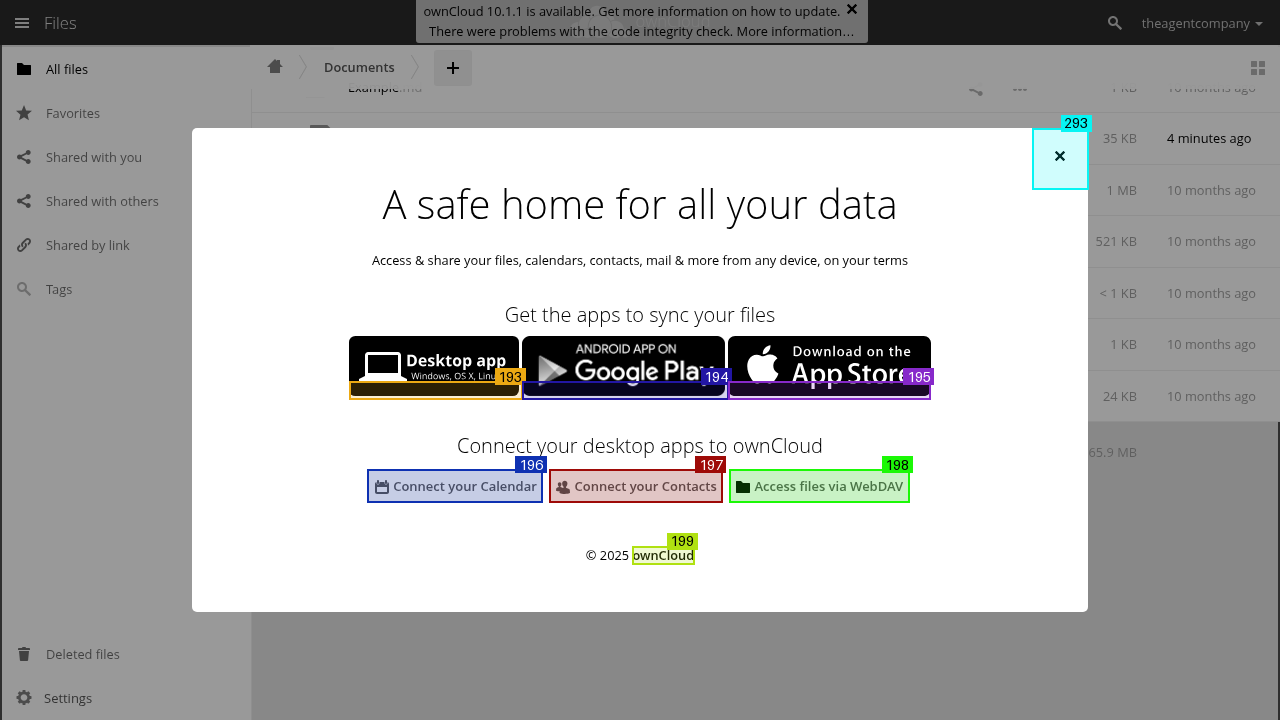 Files
ownCloud 10.1.1 is available. Get more information on how to update.
There were problems with the code integrity check. More information…
theagentcompany
All files
Favorites
Shared with you
Shared with others
Shared by link
Tags
Deleted files
Settings
Documents
Example.md
1 KB 10 months ago
35 KB 4 minutes ago
1 MB 10 months ago
521 KB 10 months ago
< 1 KB 10 months ago
1 KB 10 months ago
24 KB 10 months ago
65.9 MB
293
A safe home for all your data
Access & share your files, calendars, contacts, mail & more from any device, on your terms
Get the apps to sync your files
Desktop app
Windows, OS X,
193
ANDROID APP ON
Google Play
194
Download on the
App Store
195
Connect your desktop apps to ownCloud
196
197
198
Connect your Calendar
Connect your Contacts
Access files via WebDAV
199
© 2025 ownCloud